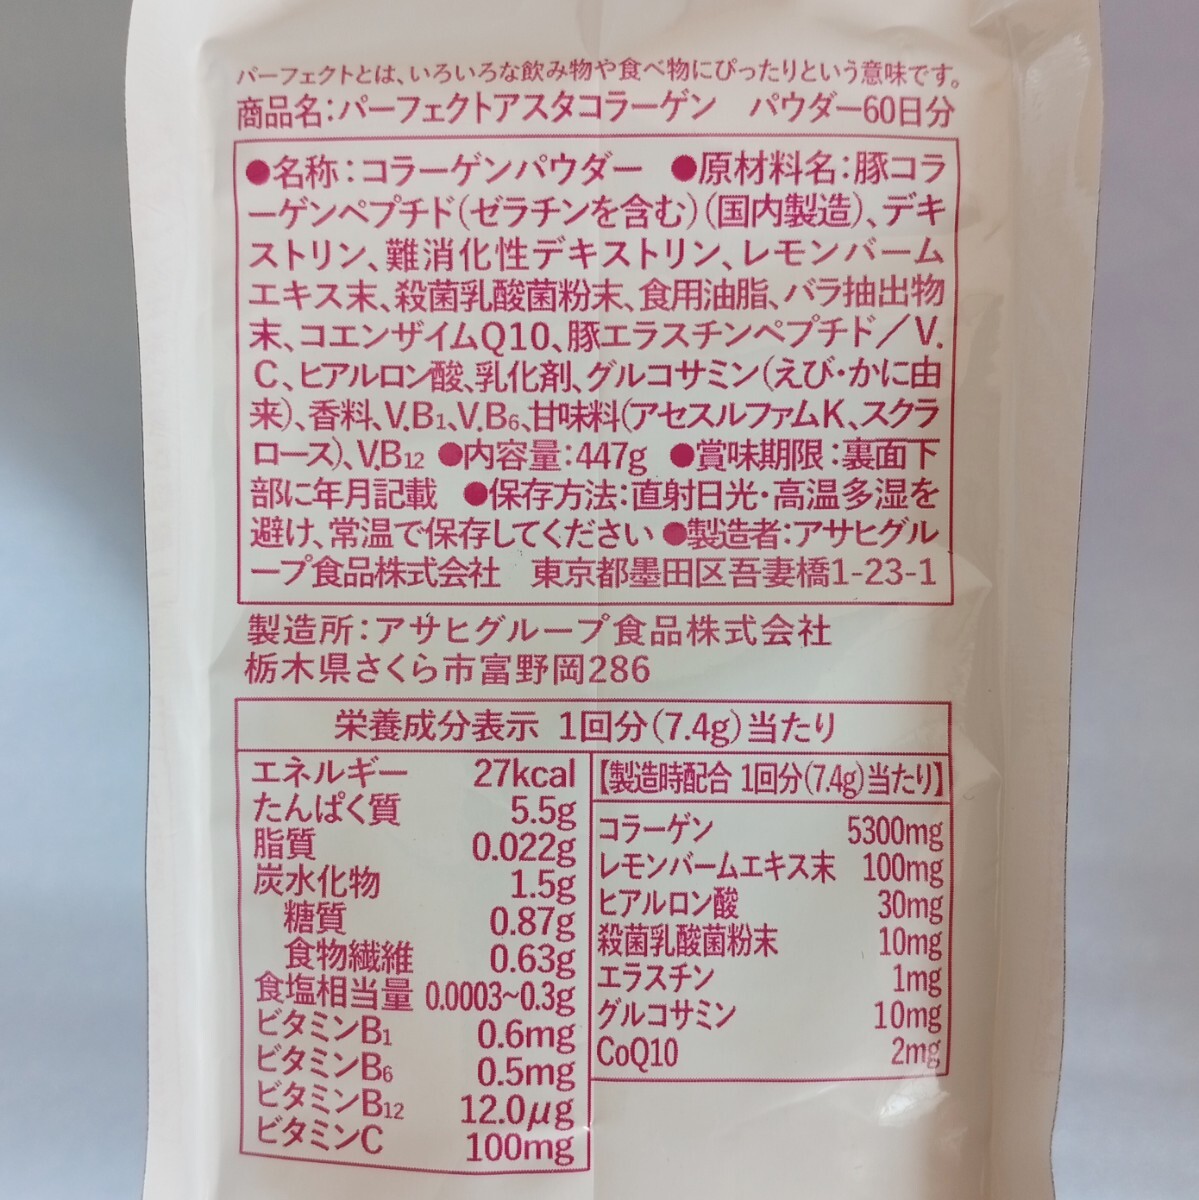 パーフェクトとは、いろいろな飲み物や食べ物にぴったりという意味です。
商品名：パーフェクトアスタコラーゲン　パウダー60日分
●名称：コラーゲンパウダー　●原材料名：豚コラ
ーゲンペプチド（ゼラチンを含む）（国内製造）、デキ
ストリン、難消化性デキストリン、レモンバーム
エキス末、殺菌乳酸菌粉末、食用油脂、バラ抽出物
末、コエンザイムQ10、豚エラスチンペプチド／V.
C、ヒアルロン酸、乳化剤、グルコサミン（えび・かに由
来）、香料、V.B1、V.B6、甘味料（アセスルファムK、スクラ
ロース）、V.B12 ●内容量：447g　●賞味期限：裏面下
部に年月記載　●保存方法：直射日光・高温多湿を
避け、常温で保存してください ●製造者：アサヒグル
ープ食品株式会社　東京都墨田区吾妻橋1-23-1
製造所：アサヒグループ食品株式会社
栃木県さくら市富野岡286
栄養成分表示 1回分（7.4g）当たり
エネルギー 27kcal
たんぱく質 5.5g
脂質 0.022g
炭水化物 1.5g
糖質 0.87g
食物繊維 0.63g
食塩相当量 0.0003~0.3g
ビタミンB1 0.6mg
ビタミンB6 0.5mg
ビタミンB12 12.0μg
ビタミンC 100mg
【製造時配合 1回分（7.4g）当たり】
コラーゲン 5300mg
レモンバームエキス末 100mg
ヒアルロン酸 30mg
殺菌乳酸菌粉末 10mg
エラスチン 1mg
グルコサミン 10mg
CoQ10 2mg